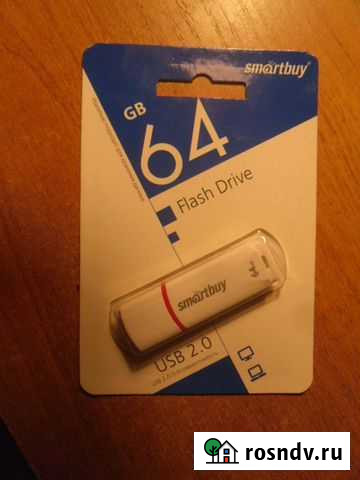 smartbuy
GB
64
Flash Drive
smartbuy
64
USB 2.0
rosndv.ru